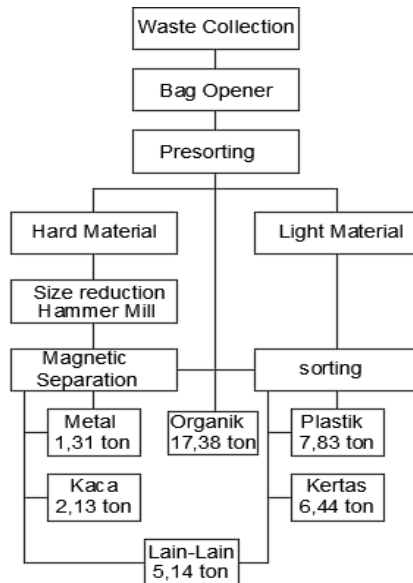 Waste Collection
Bag Opener
Presorting
Hard Material
Light Material
Size reduction
Hammer Mill
Magnetic
Separation
sorting
Metal
1,31 ton
Organik
17,38 ton
Plastik
7,83 ton
Kaca
2,13 ton
Kertas
6,44 ton
Lain-Lain
5,14 ton